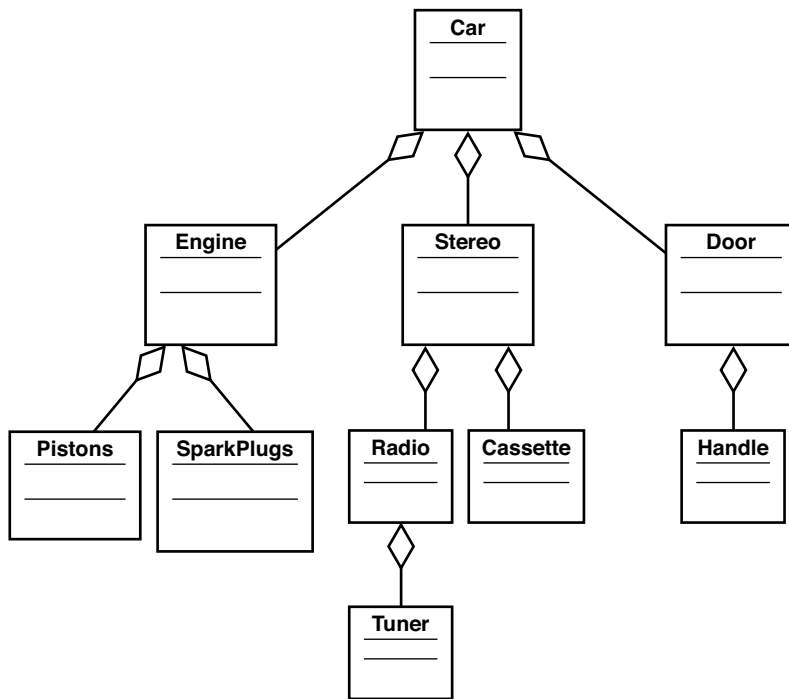 Car
Engine
Stereo
Door
Pistons
SparkPlugs
Radio
Cassette
Handle
Tuner